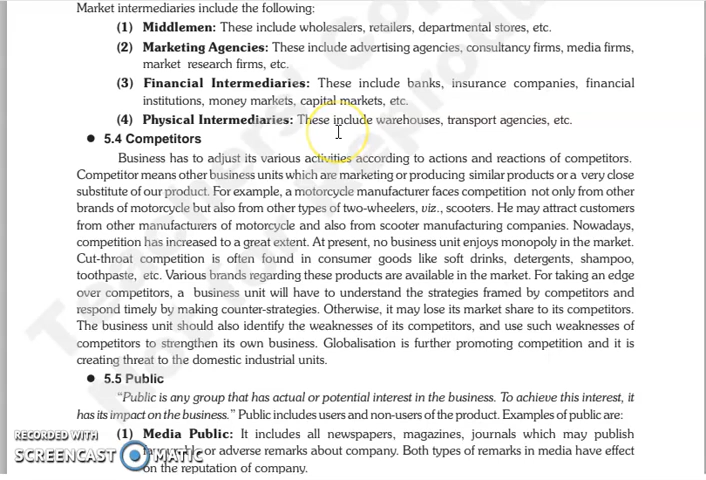 Market intermediaries include the following:
(1) Middlemen: These include wholesalers, retailers, departmental stores, etc.
(2) Marketing Agencies: These include advertising agencies, consultancy firms, media firms,
market research firms, etc.
(3) Financial Intermediaries: These include banks, insurance companies, financial
institutions, money markets, capital markets, etc.
(4) Physical Intermediaries: These include warehouses, transport agencies, etc.
● 5.4 Competitors
Business has to adjust its various activities according to actions and reactions of competitors.
Competitor means other business units which are marketing or producing similar products or a very close
substitute of our product. For example, a motorcycle manufacturer faces competition not only from other
brands of motorcycle but also from other types of two-wheelers, viz., scooters. He may attract customers
from other manufacturers of motorcycle and also from scooter manufacturing companies. Nowadays,
competition has increased to a great extent. At present, no business unit enjoys monopoly in the market.
Cut-throat competition is often found in consumer goods like soft drinks, detergents, shampoo,
toothpaste, etc. Various brands regarding these products are available in the market. For taking an edge
over competitors, a business unit will have to understand the strategies framed by competitors and
respond timely by making counter-strategies. Otherwise, it may lose its market share to its competitors.
The business unit should also identify the weaknesses of its competitors, and use such weaknesses of
competitors to strengthen its own business. Globalisation is further promoting competition and it is
creating threat to the domestic industrial units.
● 5.5 Public
“Public is any group that has actual or potential interest in the business. To achieve this interest, it
has its impact on the business.” Public includes users and non-users of the product. Examples of public are:
(1) Media Public: It includes all newspapers, magazines, journals which may publish
or adverse remarks about company. Both types of remarks in media have effect
on the reputation of company.
RECORDED WITH
SCREENCAST MATIC